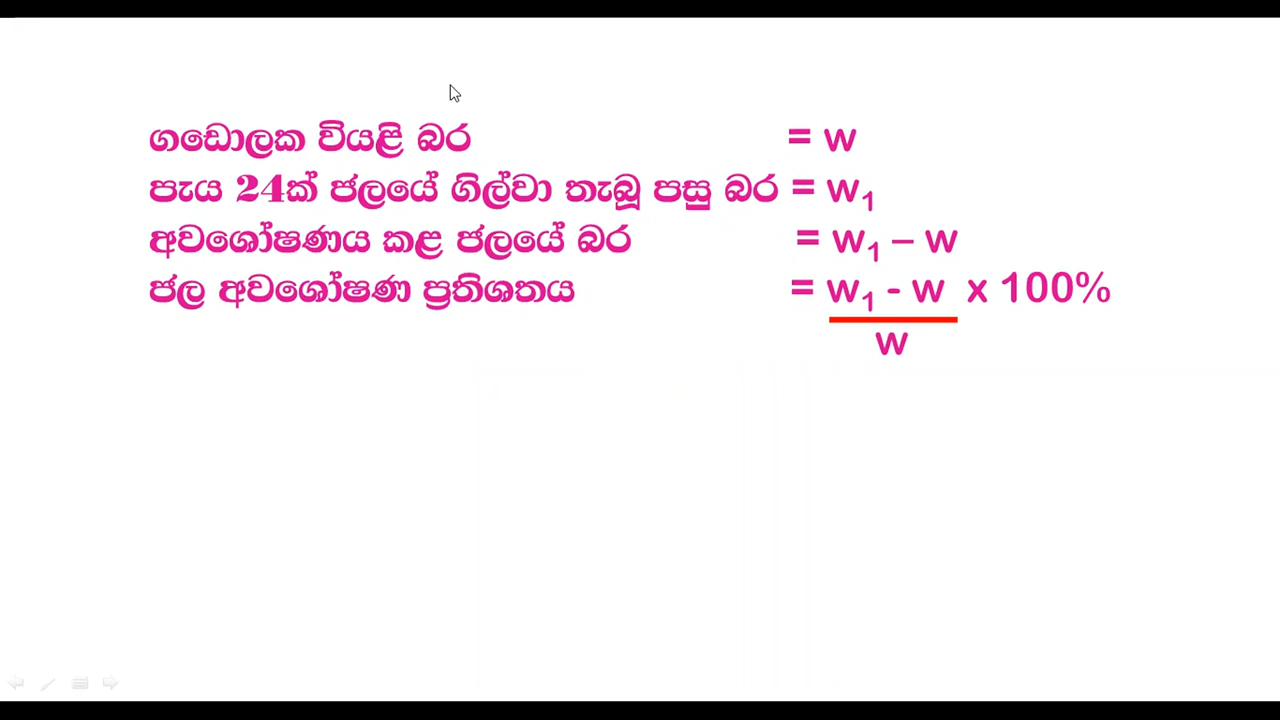 ගඩොලක වියළි බර = w
පැය 24ක් ජලයේ ගිල්වා තැබූ පසු බර = w₁
අවශෝෂණය කළ ජලයේ බර = w₁ – w
ජල අවශෝෂණ ප්‍රතිශතය = w₁ - w x 100%
w